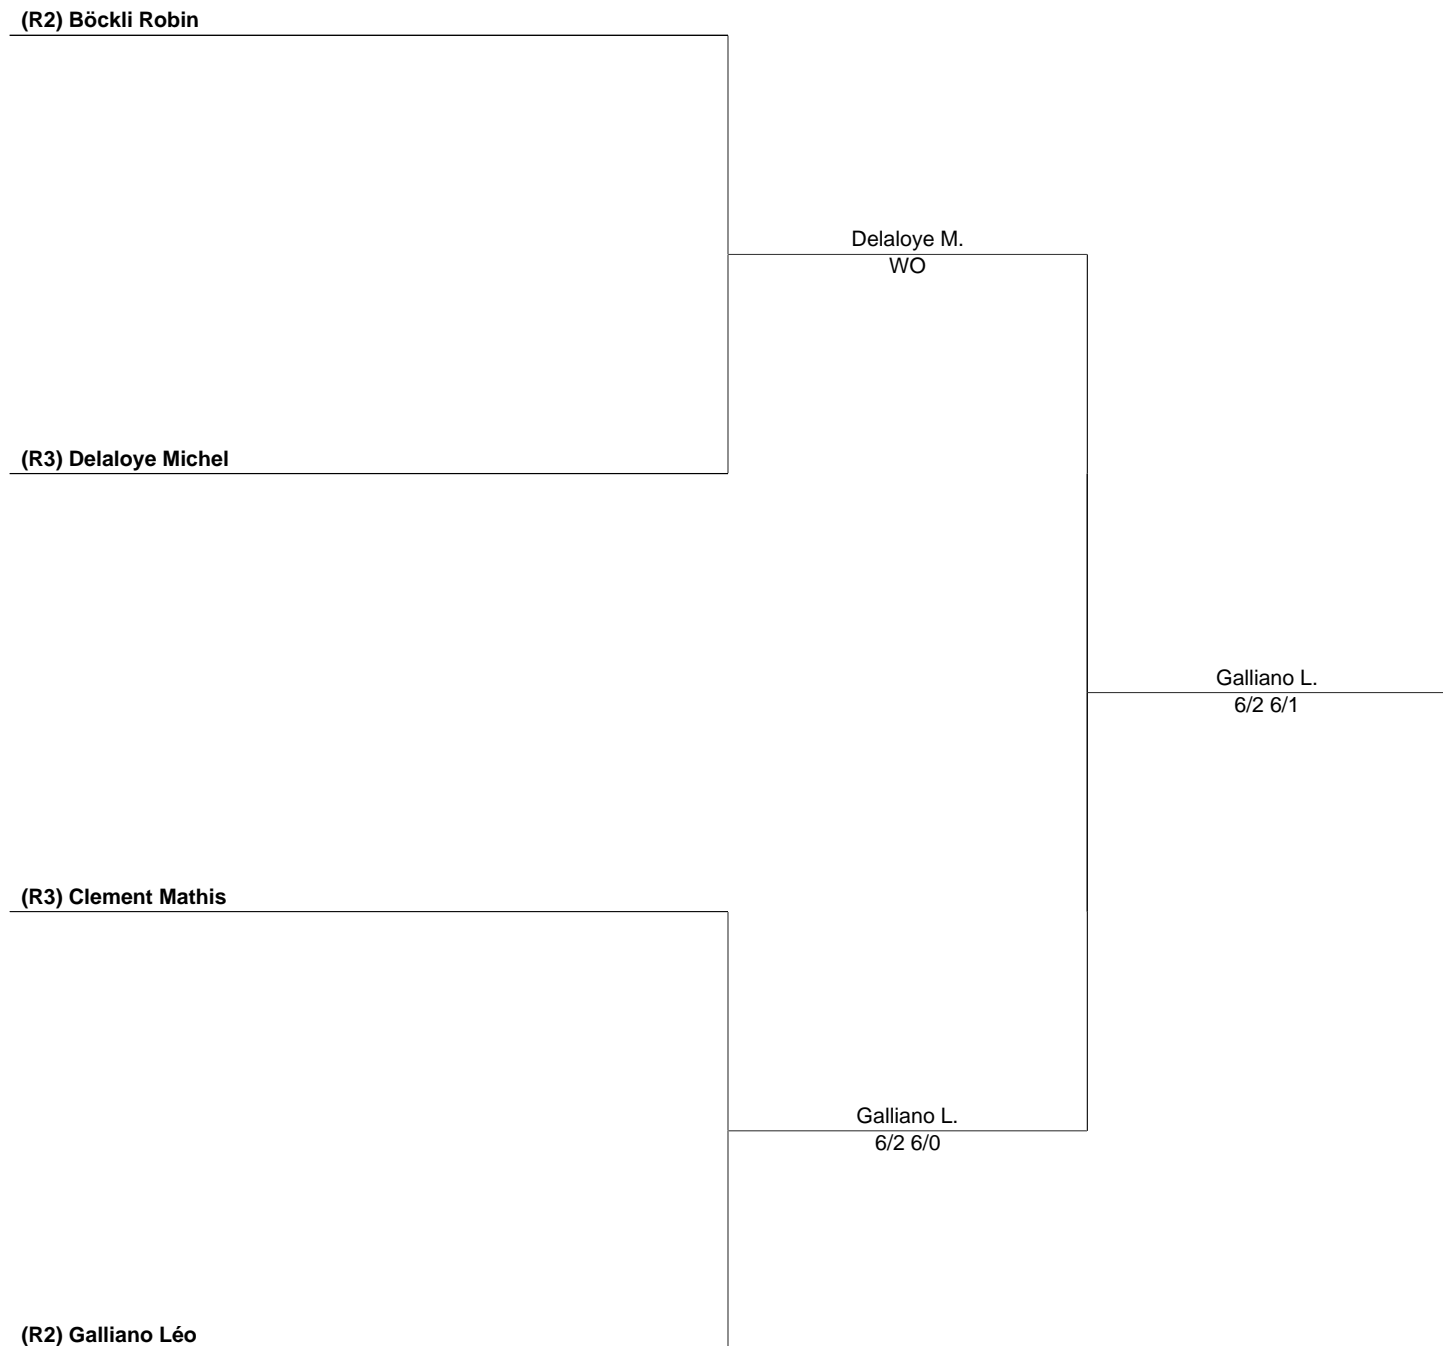 (R2) Böckli Robin
Delaloye M.
WO
(R3) Delaloye Michel
Galliano L.
6/2 6/1
(R3) Clement Mathis
Galliano L.
6/2 6/0
(R2) Galliano Léo